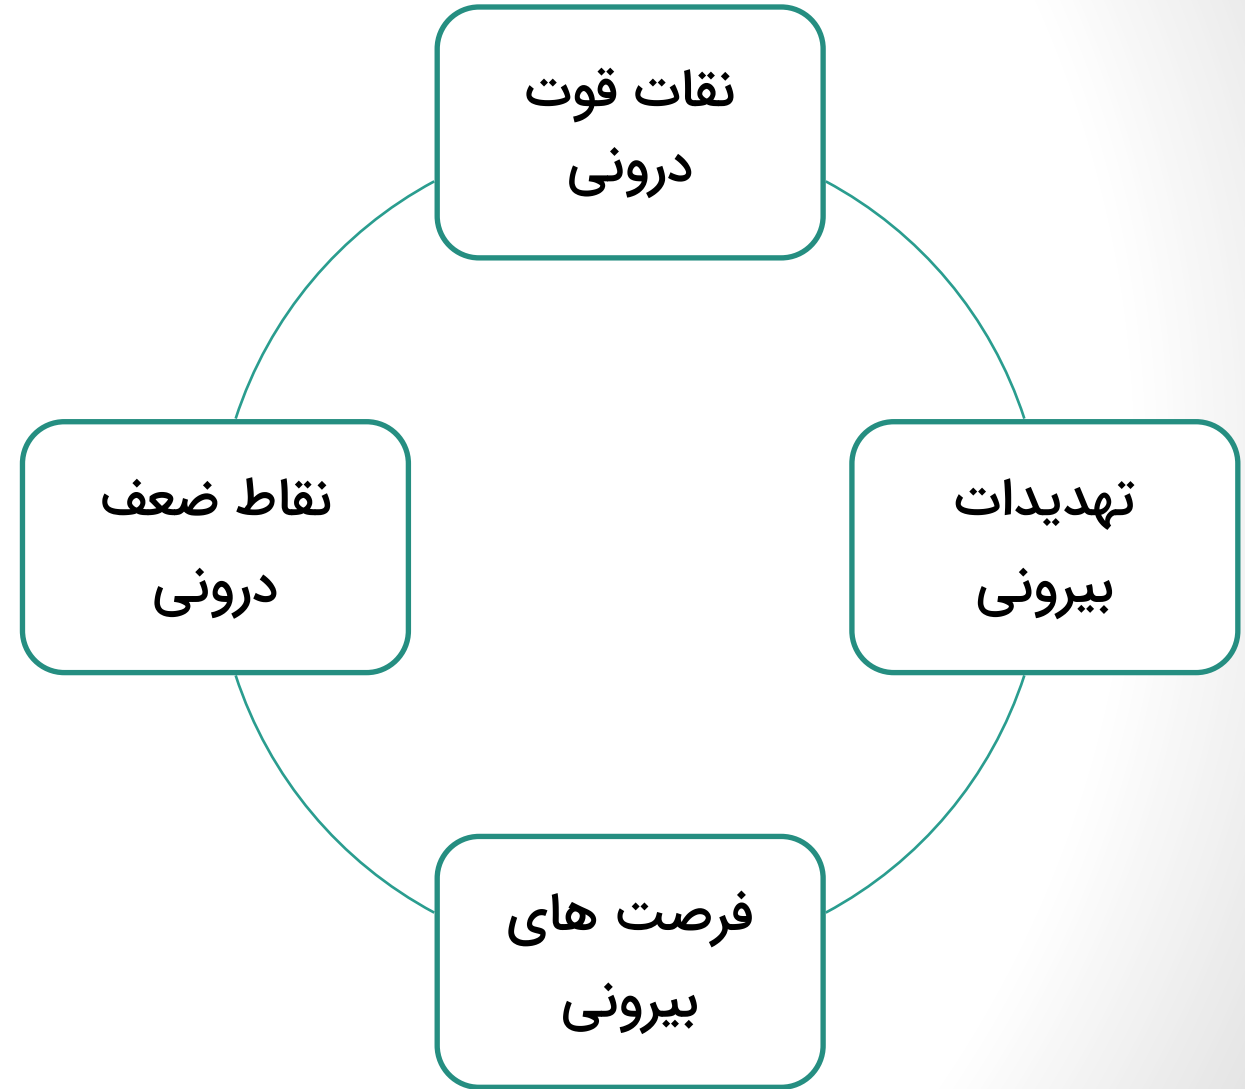 نقات قوت
درونی
تهدیدات
بیرونی
نقاط ضعف
درونی
فرصت های
بیرونی